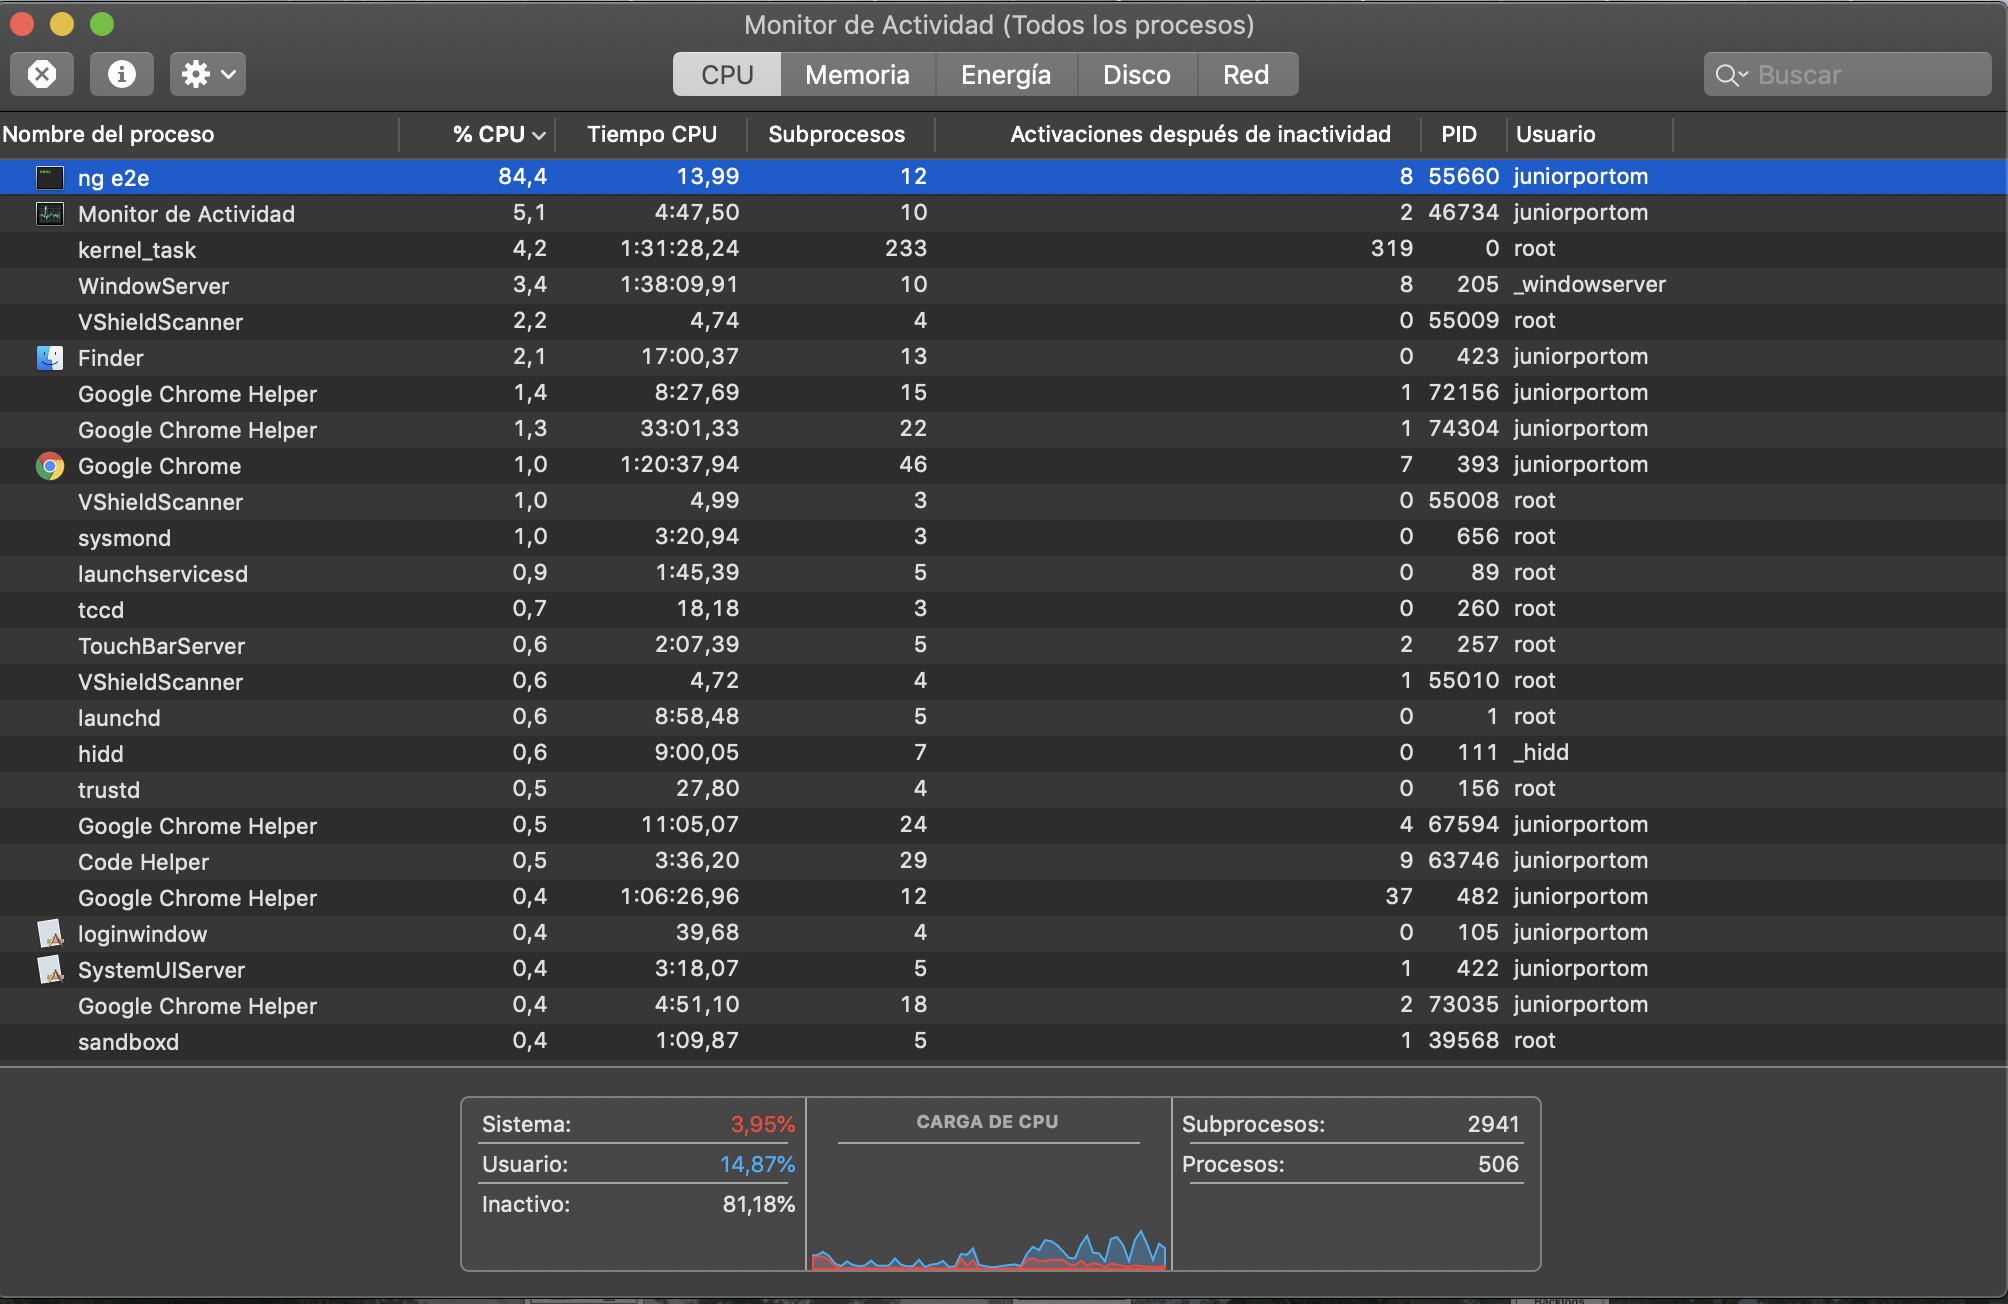 Monitor de Actividad (Todos los procesos)
CPU Memoria Energía Disco Red Buscar
Nombre del proceso % CPU Tiempo CPU Subprocesos Activaciones después de inactividad PID Usuario
ng e2e 84,4 13,99 12 8 55660 juniorportom
Monitor de Actividad 5,1 4:47,50 10 2 46734 juniorportom
kernel_task 4,2 1:31:28,24 233 319 0 root
WindowServer 3,4 1:38:09,91 10 8 205 _windowserver
VShieldScanner 2,2 4,74 4 0 55009 root
Finder 2,1 17:00,37 13 0 423 juniorportom
Google Chrome Helper 1,4 8:27,69 15 1 72156 juniorportom
Google Chrome Helper 1,3 33:01,33 22 1 74304 juniorportom
Google Chrome 1,0 1:20:37,94 46 7 393 juniorportom
VShieldScanner 1,0 4,99 3 0 55008 root
sysmond 1,0 3:20,94 3 0 656 root
launchservicesd 0,9 1:45,39 5 0 89 root
tccd 0,7 18,18 3 0 260 root
TouchBarServer 0,6 2:07,39 5 2 257 root
VShieldScanner 0,6 4,72 4 1 55010 root
launchd 0,6 8:58,48 5 0 1 root
hidd 0,6 9:00,05 7 0 111 _hidd
trustd 0,5 27,80 4 0 156 root
Google Chrome Helper 0,5 11:05,07 24 4 67594 juniorportom
Code Helper 0,5 3:36,20 29 9 63746 juniorportom
Google Chrome Helper 0,4 1:06:26,96 12 37 482 juniorportom
loginwindow 0,4 39,68 4 0 105 juniorportom
SystemUIServer 0,4 3:18,07 5 1 422 juniorportom
Google Chrome Helper 0,4 4:51,10 18 2 73035 juniorportom
sandboxd 0,4 1:09,87 5 1 39568 root
Sistema: 3,95%
Usuario: 14,87%
Inactivo: 81,18%
CARGA DE CPU
Subprocesos: 2941
Procesos: 506